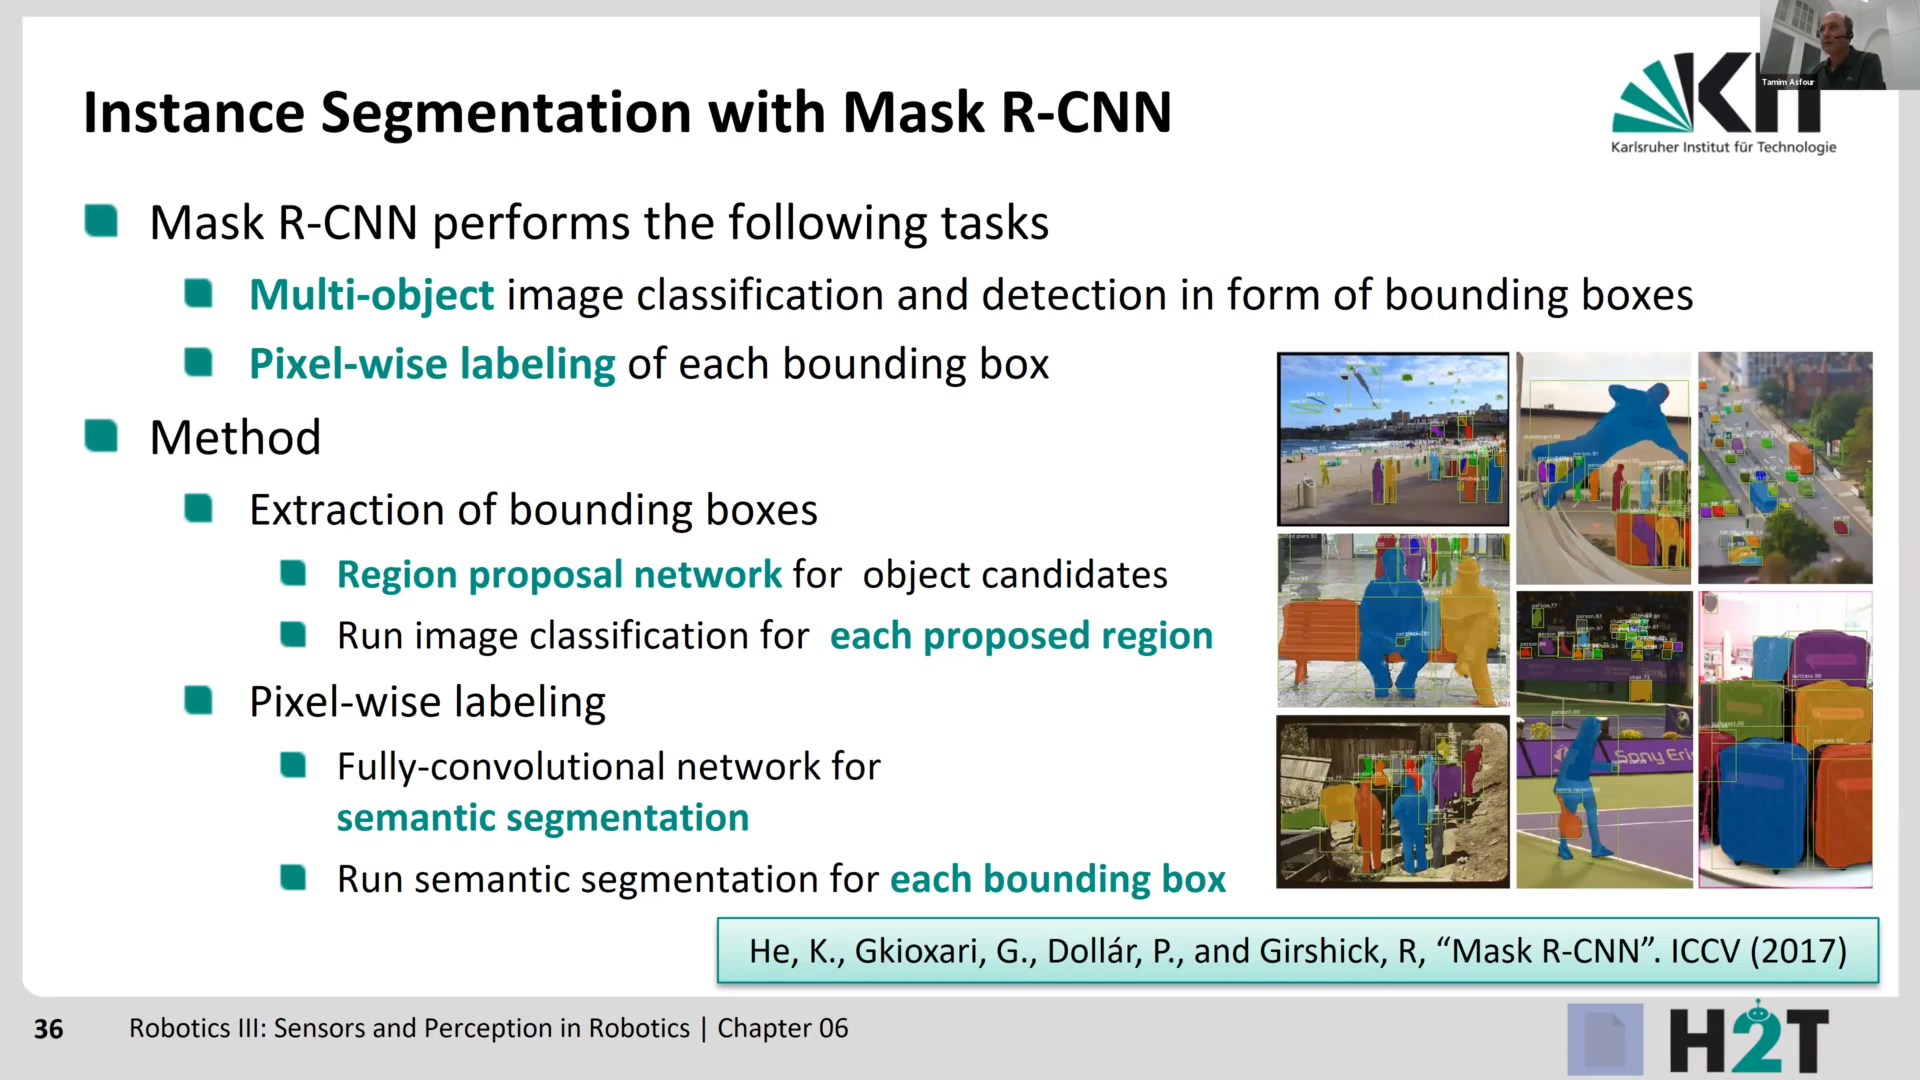 Tamim Asfour
KIT
Karlsruher Institut für Technologie
Instance Segmentation with Mask R-CNN
Mask R-CNN performs the following tasks
Multi-object image classification and detection in form of bounding boxes
Pixel-wise labeling of each bounding box
Method
Extraction of bounding boxes
Region proposal network for object candidates
Run image classification for each proposed region
Pixel-wise labeling
Fully-convolutional network for
semantic segmentation
Run semantic segmentation for each bounding box
Sony Eri
He, K., Gkioxari, G., Dollár, P., and Girshick, R, “Mask R-CNN”. ICCV (2017)
36
Robotics III: Sensors and Perception in Robotics | Chapter 06
H2T